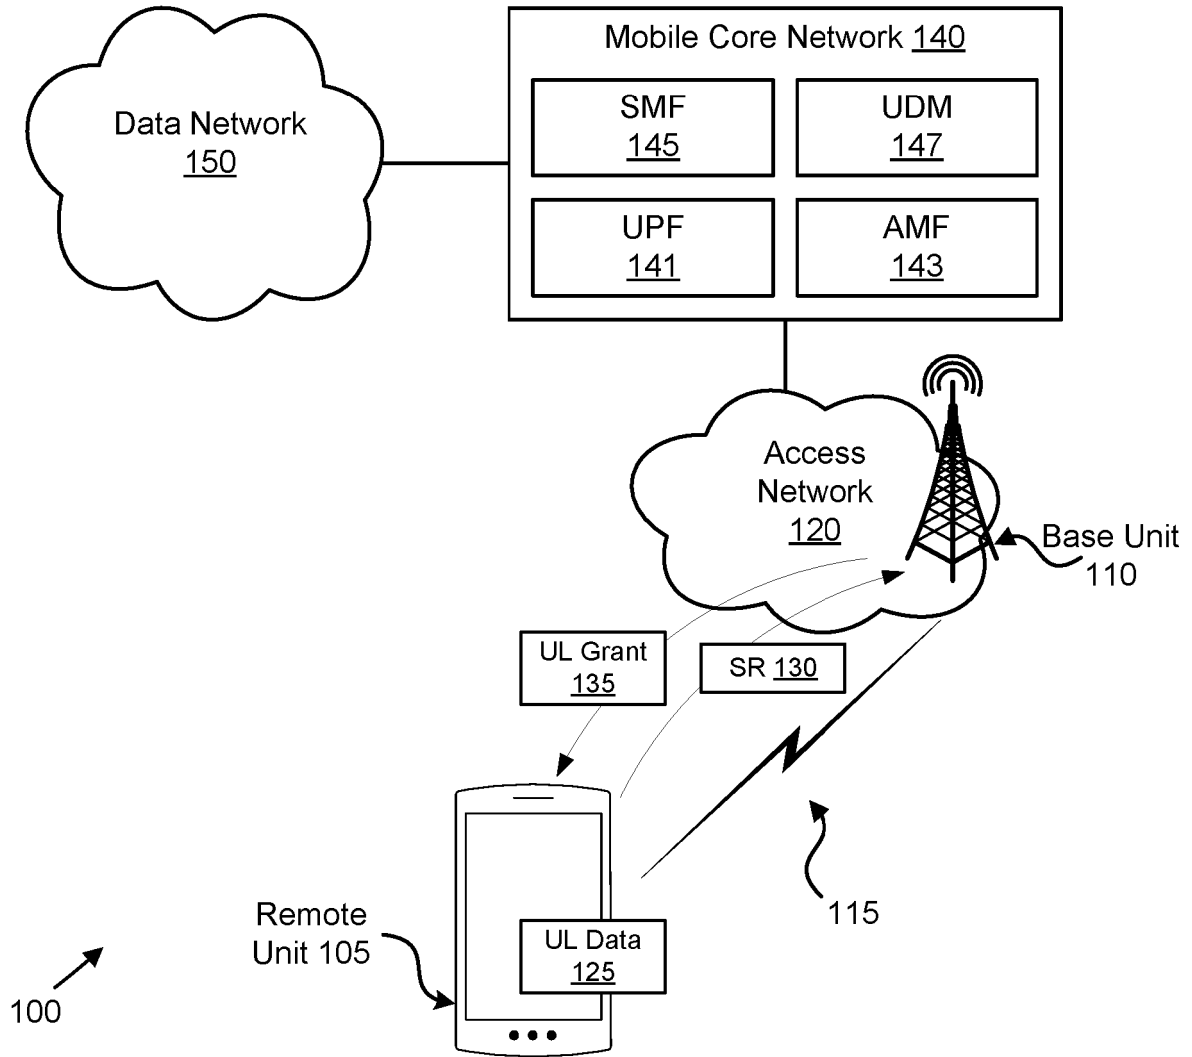 Mobile Core Network 140
SMF
145
UDM
147
UPF
141
AMF
143
Data Network
150
Access
Network
120
Base Unit
110
UL Grant
135
SR 130
115
Remote
Unit 105
UL Data
125
100